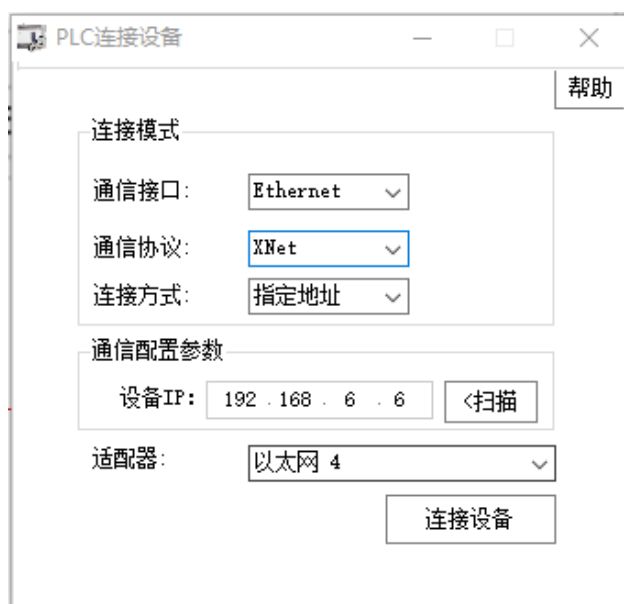 PLC连接设备
帮助
连接模式
通信接口: Ethernet
通信协议: XNet
连接方式: 指定地址
通信配置参数
设备IP: 192 . 168 . 6 . 6 <扫描
适配器: 以太网 4
连接设备